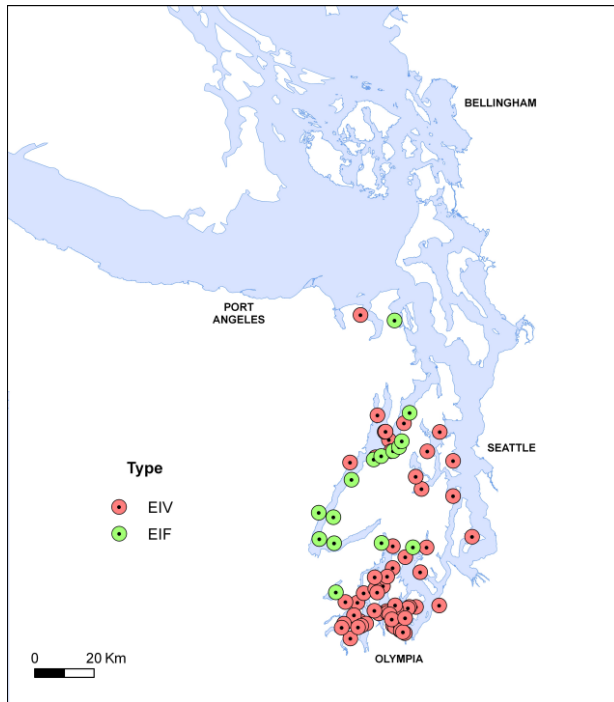 BELLINGHAM
PORT
ANGELES
SEATTLE
Type
EIV
EIF
OLYMPIA
0 20 Km